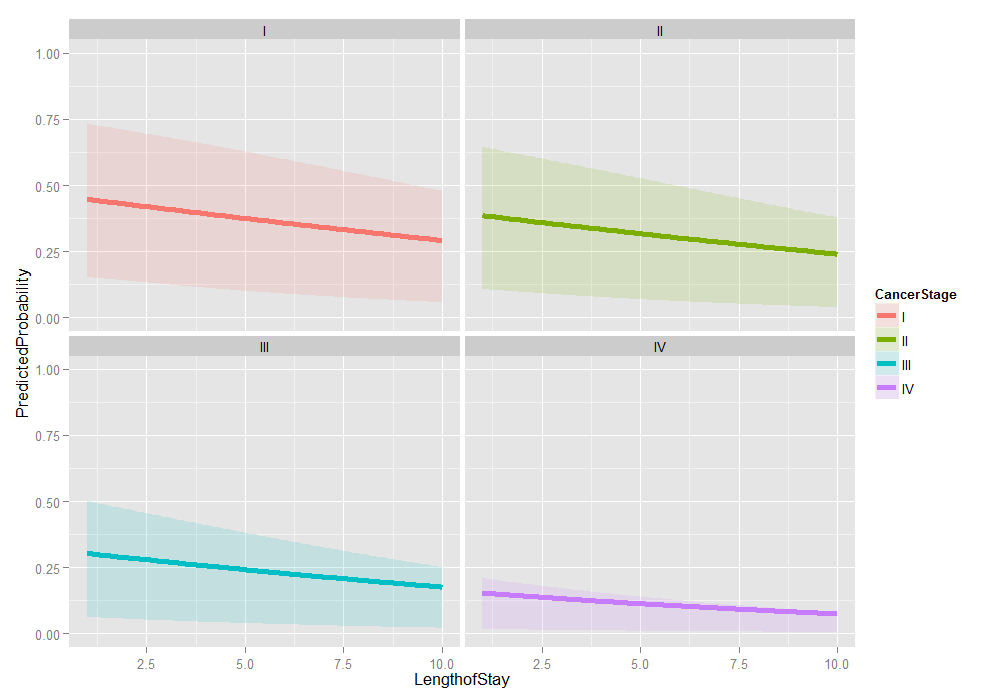 I II
1.00
0.75
0.50
0.25
0.00
III IV
1.00
0.75
0.50
0.25
0.00
2.5 5.0 7.5 10.0 2.5 5.0 7.5 10.0
LengthofStay
PredictedProbability
CancerStage
I
II
III
IV